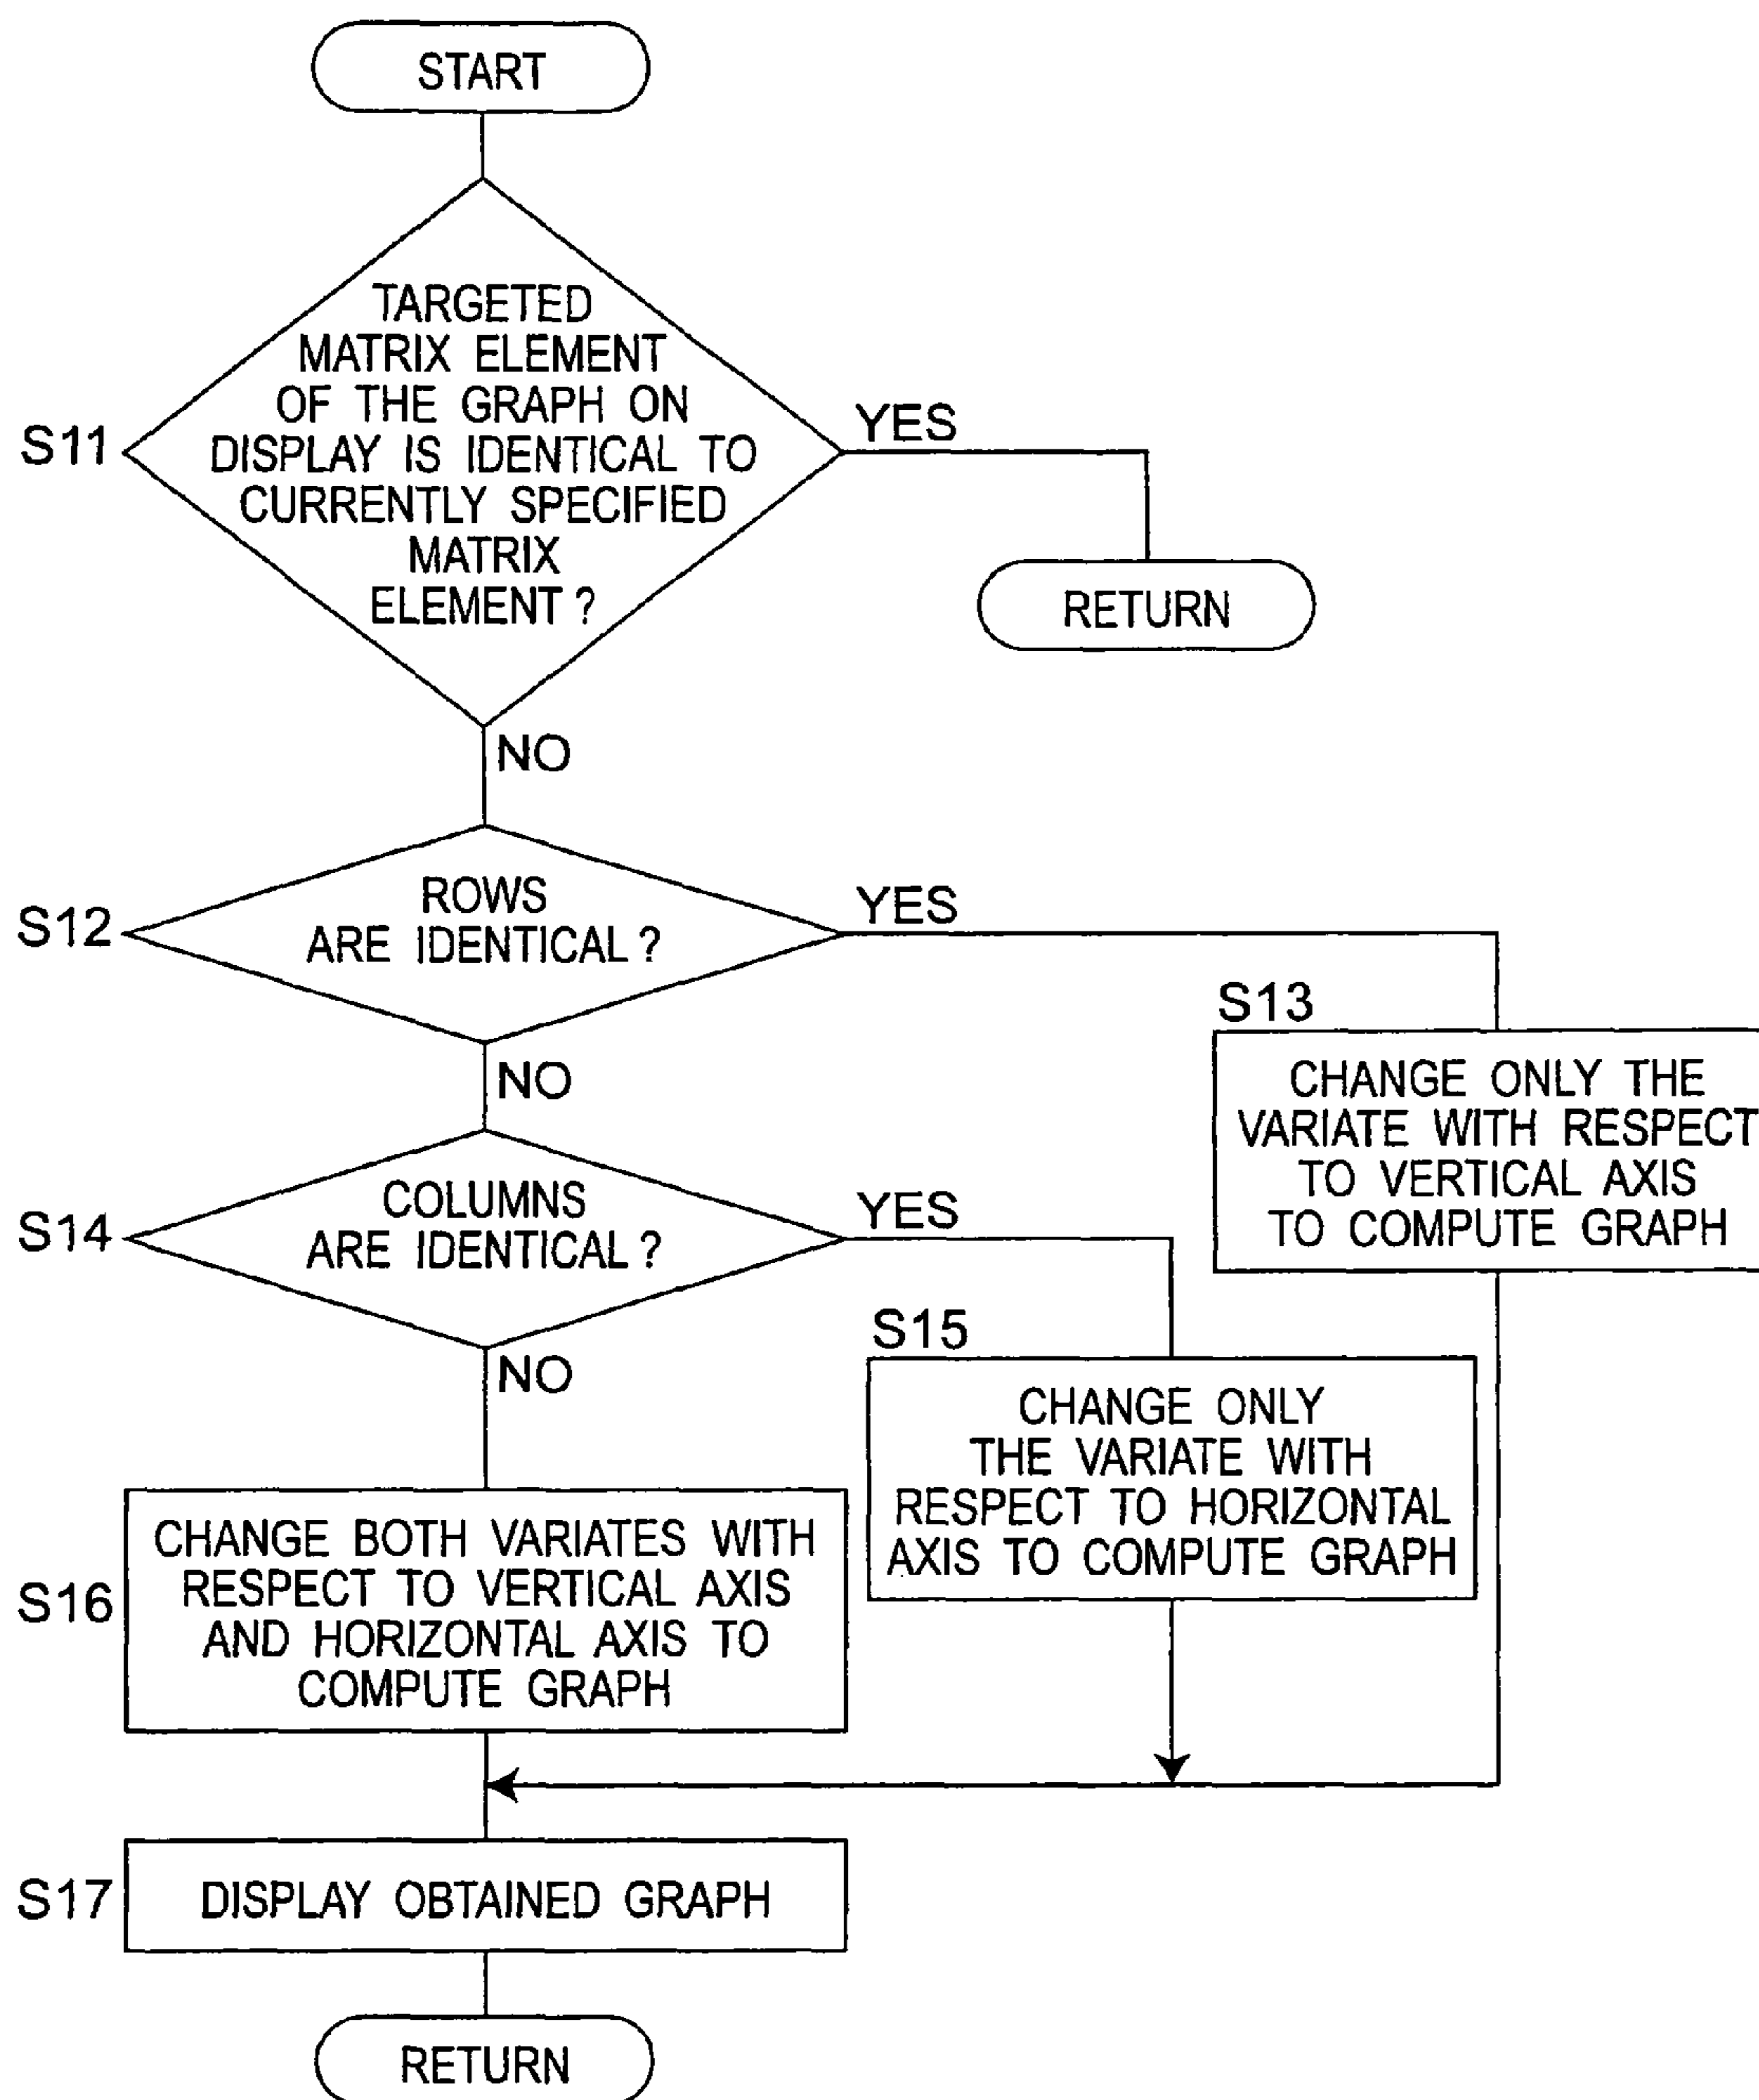 START
S11
TARGETED
MATRIX ELEMENT
OF THE GRAPH ON
DISPLAY IS IDENTICAL TO
CURRENTLY SPECIFIED
MATRIX
ELEMENT ?
YES
RETURN
NO
S12
ROWS
ARE IDENTICAL ?
YES
S13
CHANGE ONLY THE
VARIATE WITH RESPECT
TO VERTICAL AXIS
TO COMPUTE GRAPH
NO
S14
COLUMNS
ARE IDENTICAL ?
YES
S15
CHANGE ONLY
THE VARIATE WITH
RESPECT TO HORIZONTAL
AXIS TO COMPUTE GRAPH
NO
S16
CHANGE BOTH VARIATES WITH
RESPECT TO VERTICAL AXIS
AND HORIZONTAL AXIS TO
COMPUTE GRAPH
S17
DISPLAY OBTAINED GRAPH
RETURN